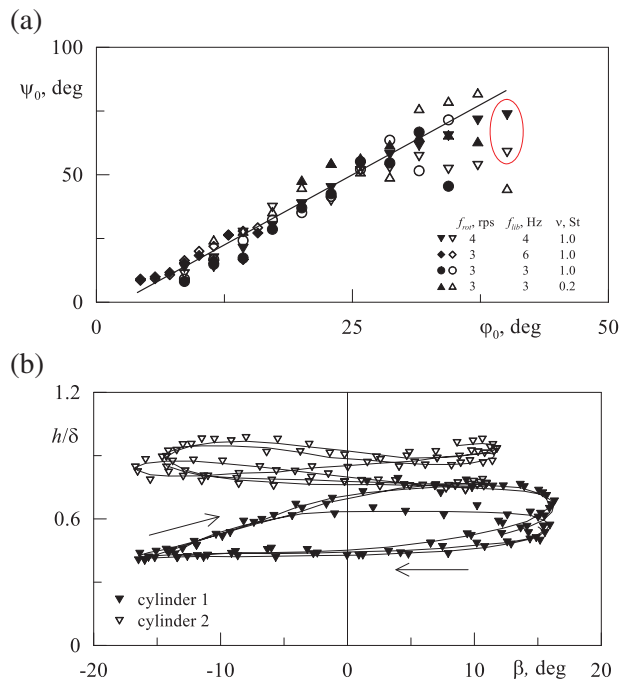 (a)
100
ψ₀, deg
50
f_rot, rps f_lib, Hz ν, St
4 4 1.0
3 6 1.0
3 3 1.0
3 3 0.2
0
0 25 φ₀, deg 50
(b)
1.2
h/δ
0.6
cylinder 1
cylinder 2
0
-20 -10 0 10 β, deg 20